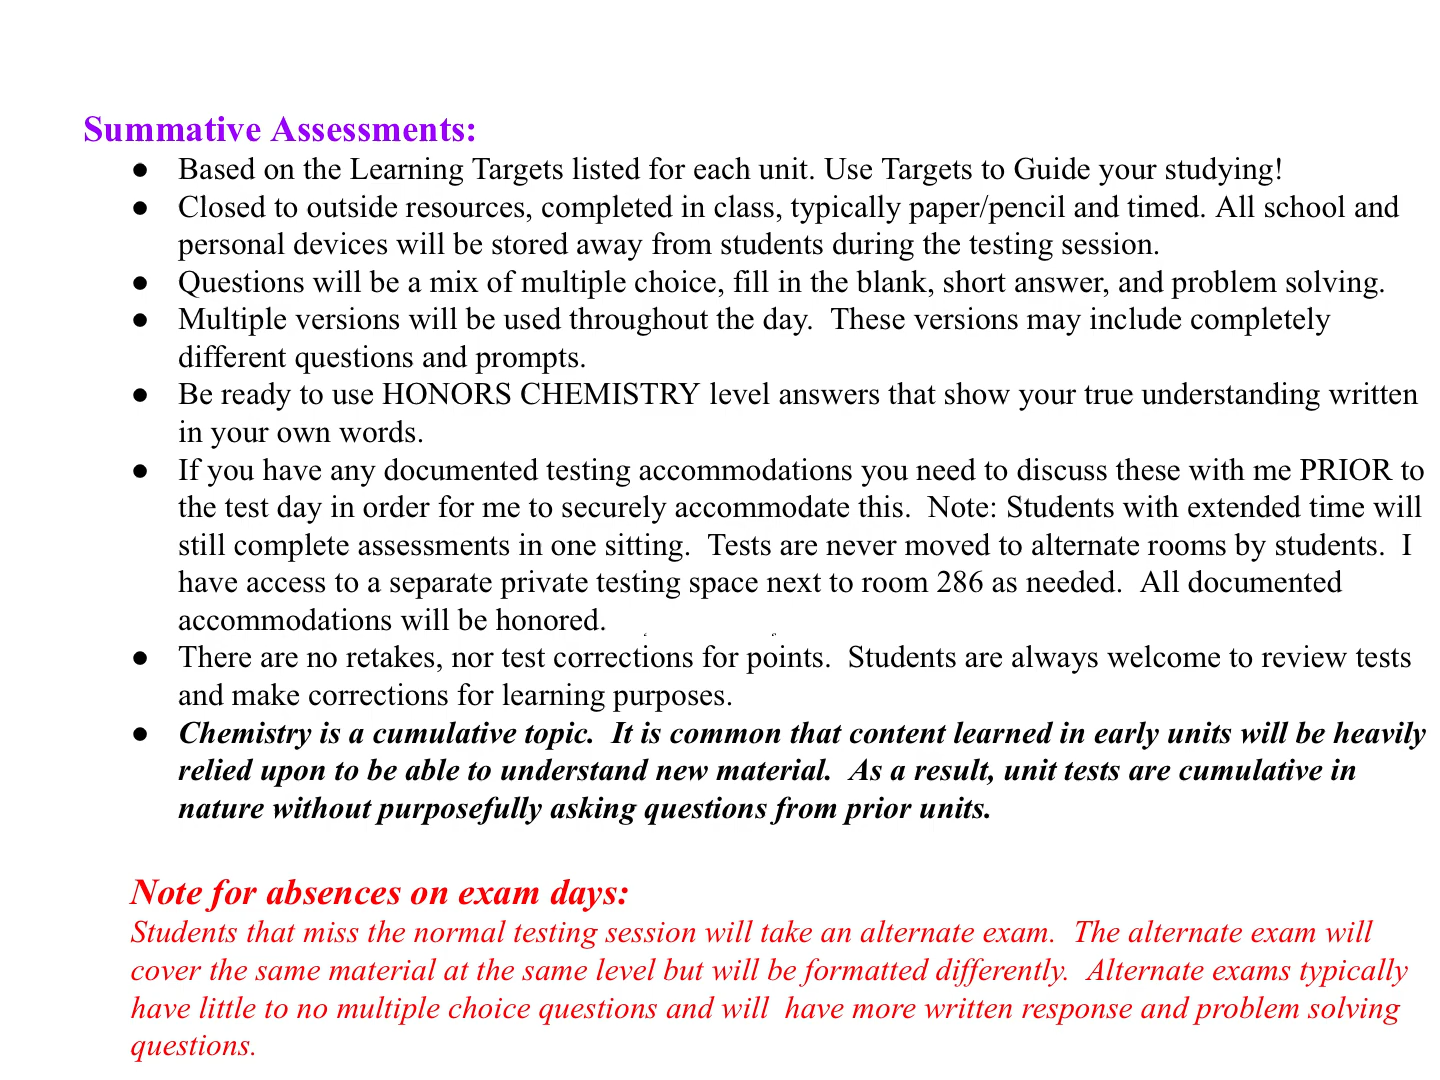 Summative Assessments:
● Based on the Learning Targets listed for each unit. Use Targets to Guide your studying!
● Closed to outside resources, completed in class, typically paper/pencil and timed. All school and
personal devices will be stored away from students during the testing session.
● Questions will be a mix of multiple choice, fill in the blank, short answer, and problem solving.
● Multiple versions will be used throughout the day.  These versions may include completely
different questions and prompts.
● Be ready to use HONORS CHEMISTRY level answers that show your true understanding written
in your own words.
● If you have any documented testing accommodations you need to discuss these with me PRIOR to
the test day in order for me to securely accommodate this.  Note: Students with extended time will
still complete assessments in one sitting.  Tests are never moved to alternate rooms by students.  I
have access to a separate private testing space next to room 286 as needed.  All documented
accommodations will be honored.
● There are no retakes, nor test corrections for points.  Students are always welcome to review tests
and make corrections for learning purposes.
● Chemistry is a cumulative topic.  It is common that content learned in early units will be heavily
relied upon to be able to understand new material.  As a result, unit tests are cumulative in
nature without purposefully asking questions from prior units.
Note for absences on exam days:
Students that miss the normal testing session will take an alternate exam.  The alternate exam will
cover the same material at the same level but will be formatted differently.  Alternate exams typically
have little to no multiple choice questions and will  have more written response and problem solving
questions.